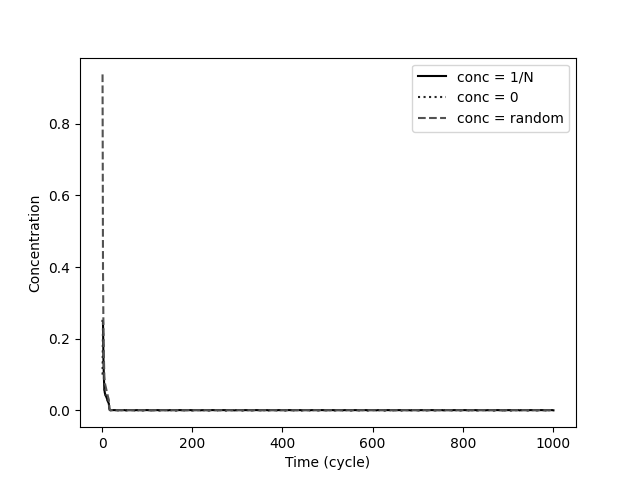 conc = 1/N
conc = 0
conc = random
Concentration
0.8
0.6
0.4
0.2
0.0
0 200 400 600 800 1000
Time (cycle)